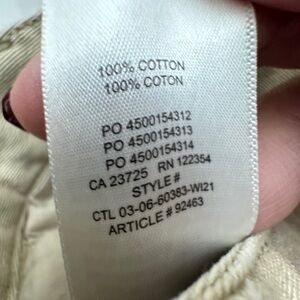 100% COTTON
100% COTON
PO 4500154312
PO 4500154313
PO 4500154314
CA 23725 RN 122354
STYLE #
CTL 03-06-60383-WI21
ARTICLE # 92463